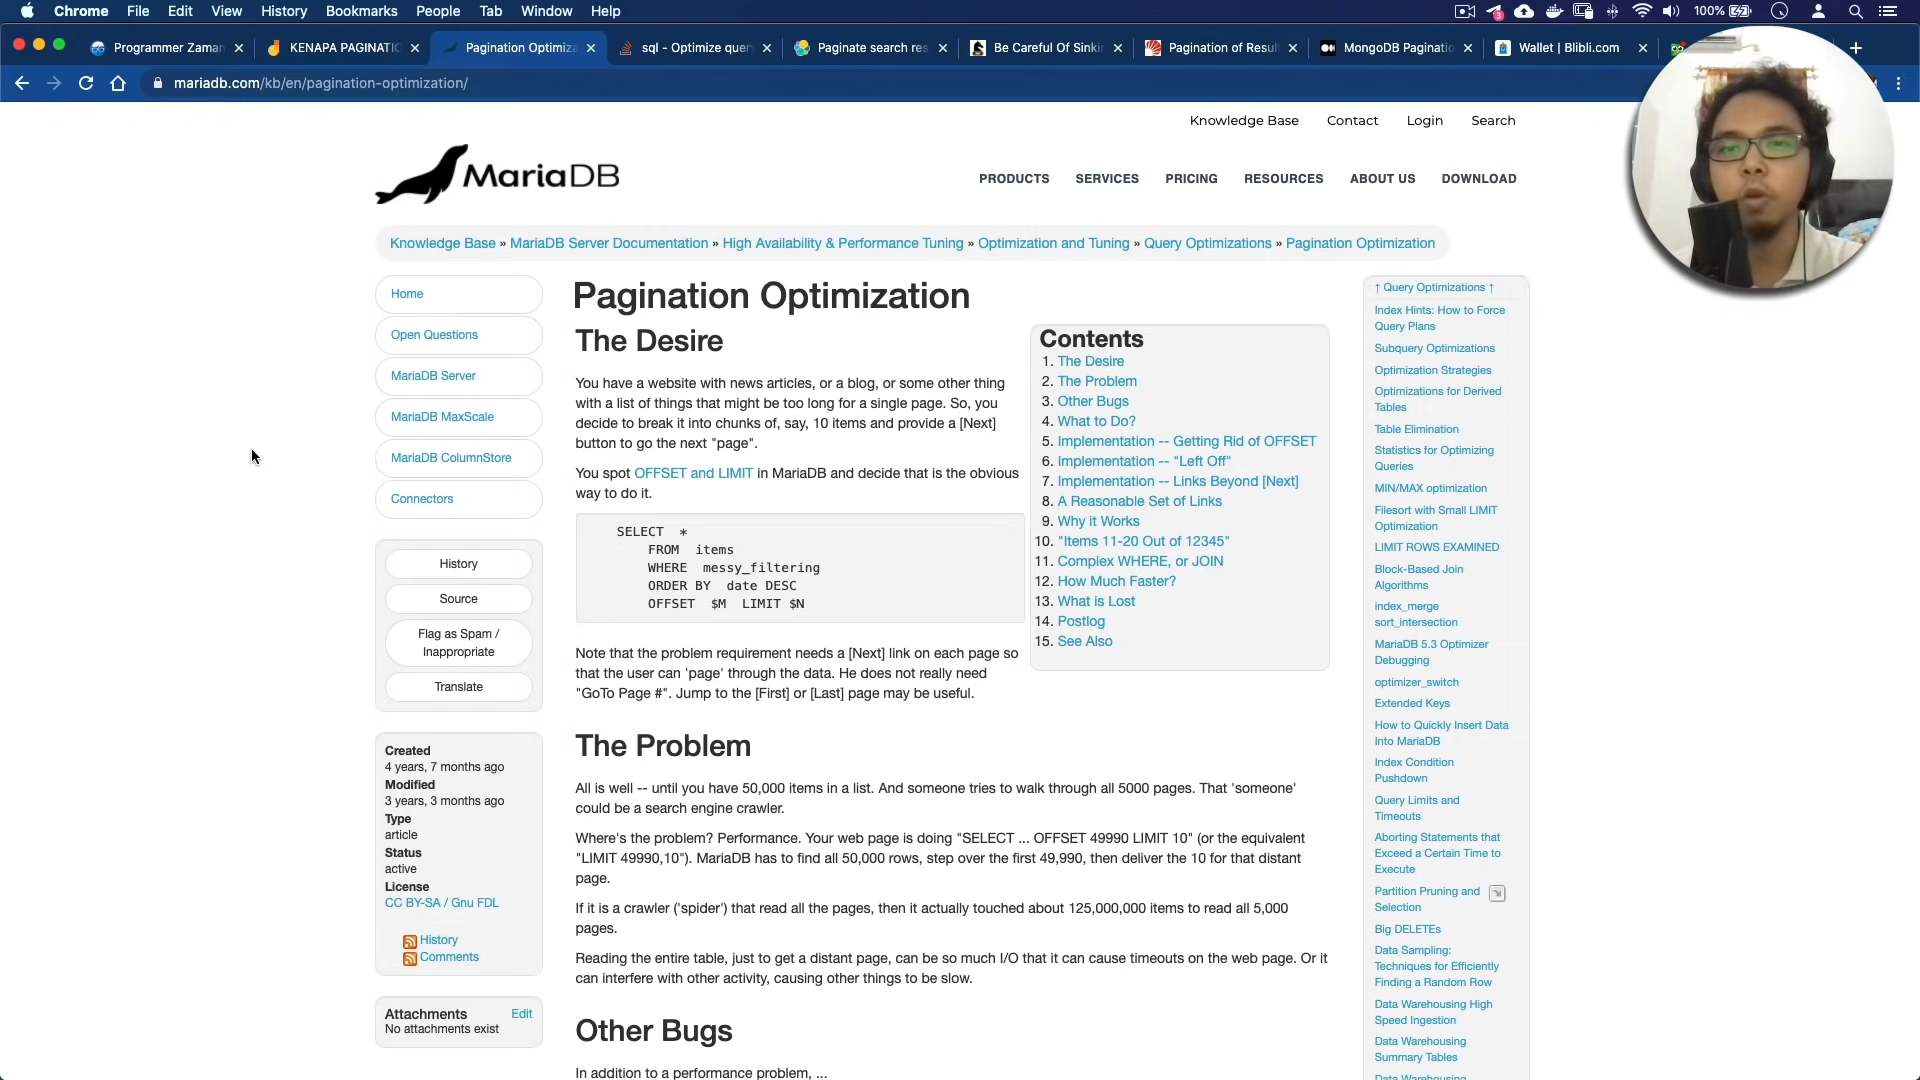 Chrome File Edit View History Bookmarks People Tab Window Help
100%
Programmer Zaman
KENAPA PAGINATIC
Pagination Optimiza
sql - Optimize quer
Paginate search res
Be Careful Of Sinki
Pagination of Resul
MongoDB Paginatio
Wallet | Blibli.com
mariadb.com/kb/en/pagination-optimization/
Knowledge Base Contact Login Search
MariaDB
PRODUCTS SERVICES PRICING RESOURCES ABOUT US DOWNLOAD
Knowledge Base » MariaDB Server Documentation » High Availability & Performance Tuning » Optimization and Tuning » Query Optimizations » Pagination Optimization
Home
Open Questions
MariaDB Server
MariaDB MaxScale
MariaDB ColumnStore
Connectors
History
Source
Flag as Spam /
Inappropriate
Translate
Created
4 years, 7 months ago
Modified
3 years, 3 months ago
Type
article
Status
active
License
CC BY-SA / Gnu FDL
History
Comments
Attachments Edit
No attachments exist
Pagination Optimization
The Desire
You have a website with news articles, or a blog, or some other thing
with a list of things that might be too long for a single page. So, you
decide to break it into chunks of, say, 10 items and provide a [Next]
button to go the next "page".
You spot OFFSET and LIMIT in MariaDB and decide that is the obvious
way to do it.
SELECT *
FROM items
WHERE messy_filtering
ORDER BY date DESC
OFFSET $M LIMIT $N
Note that the problem requirement needs a [Next] link on each page so
that the user can 'page' through the data. He does not really need
"GoTo Page #". Jump to the [First] or [Last] page may be useful.
Contents
1. The Desire
2. The Problem
3. Other Bugs
4. What to Do?
5. Implementation -- Getting Rid of OFFSET
6. Implementation -- "Left Off"
7. Implementation -- Links Beyond [Next]
8. A Reasonable Set of Links
9. Why it Works
10. "Items 11-20 Out of 12345"
11. Complex WHERE, or JOIN
12. How Much Faster?
13. What is Lost
14. Postlog
15. See Also
The Problem
All is well -- until you have 50,000 items in a list. And someone tries to walk through all 5000 pages. That 'someone'
could be a search engine crawler.
Where's the problem? Performance. Your web page is doing "SELECT ... OFFSET 49990 LIMIT 10" (or the equivalent
"LIMIT 49990,10"). MariaDB has to find all 50,000 rows, step over the first 49,990, then deliver the 10 for that distant
page.
If it is a crawler ('spider') that read all the pages, then it actually touched about 125,000,000 items to read all 5,000
pages.
Reading the entire table, just to get a distant page, can be so much I/O that it can cause timeouts on the web page. Or it
can interfere with other activity, causing other things to be slow.
Other Bugs
In addition to a performance problem, ...
↑ Query Optimizations ↑
Index Hints: How to Force
Query Plans
Subquery Optimizations
Optimization Strategies
Optimizations for Derived
Tables
Table Elimination
Statistics for Optimizing
Queries
MIN/MAX optimization
Filesort with Small LIMIT
Optimization
LIMIT ROWS EXAMINED
Block-Based Join
Algorithms
index_merge
sort_intersection
MariaDB 5.3 Optimizer
Debugging
optimizer_switch
Extended Keys
How to Quickly Insert Data
Into MariaDB
Index Condition
Pushdown
Query Limits and
Timeouts
Aborting Statements that
Exceed a Certain Time to
Execute
Partition Pruning and
Selection
Big DELETEs
Data Sampling:
Techniques for Efficiently
Finding a Random Row
Data Warehousing High
Speed Ingestion
Data Warehousing
Summary Tables
Data Warehousing